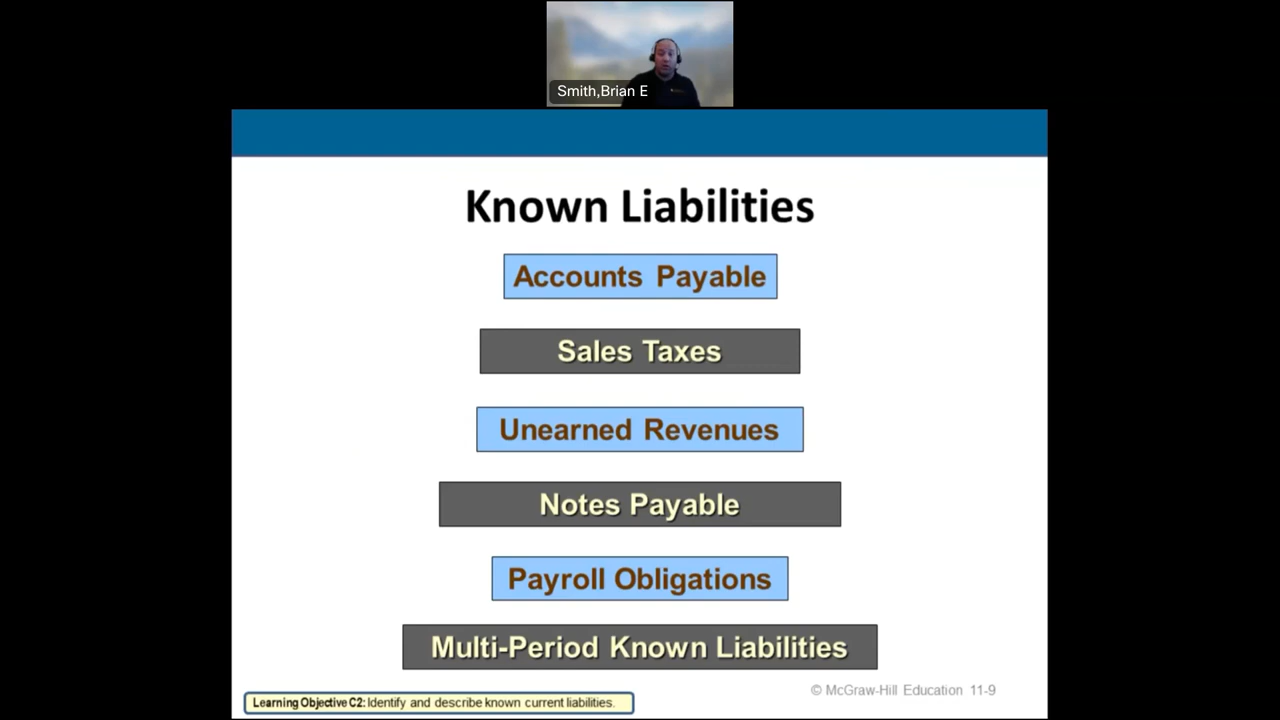 Smith,Brian E
Known Liabilities
Accounts Payable
Sales Taxes
Unearned Revenues
Notes Payable
Payroll Obligations
Multi-Period Known Liabilities
© McGraw-Hill Education 11-9
Learning Objective C2: Identify and describe known current liabilities.